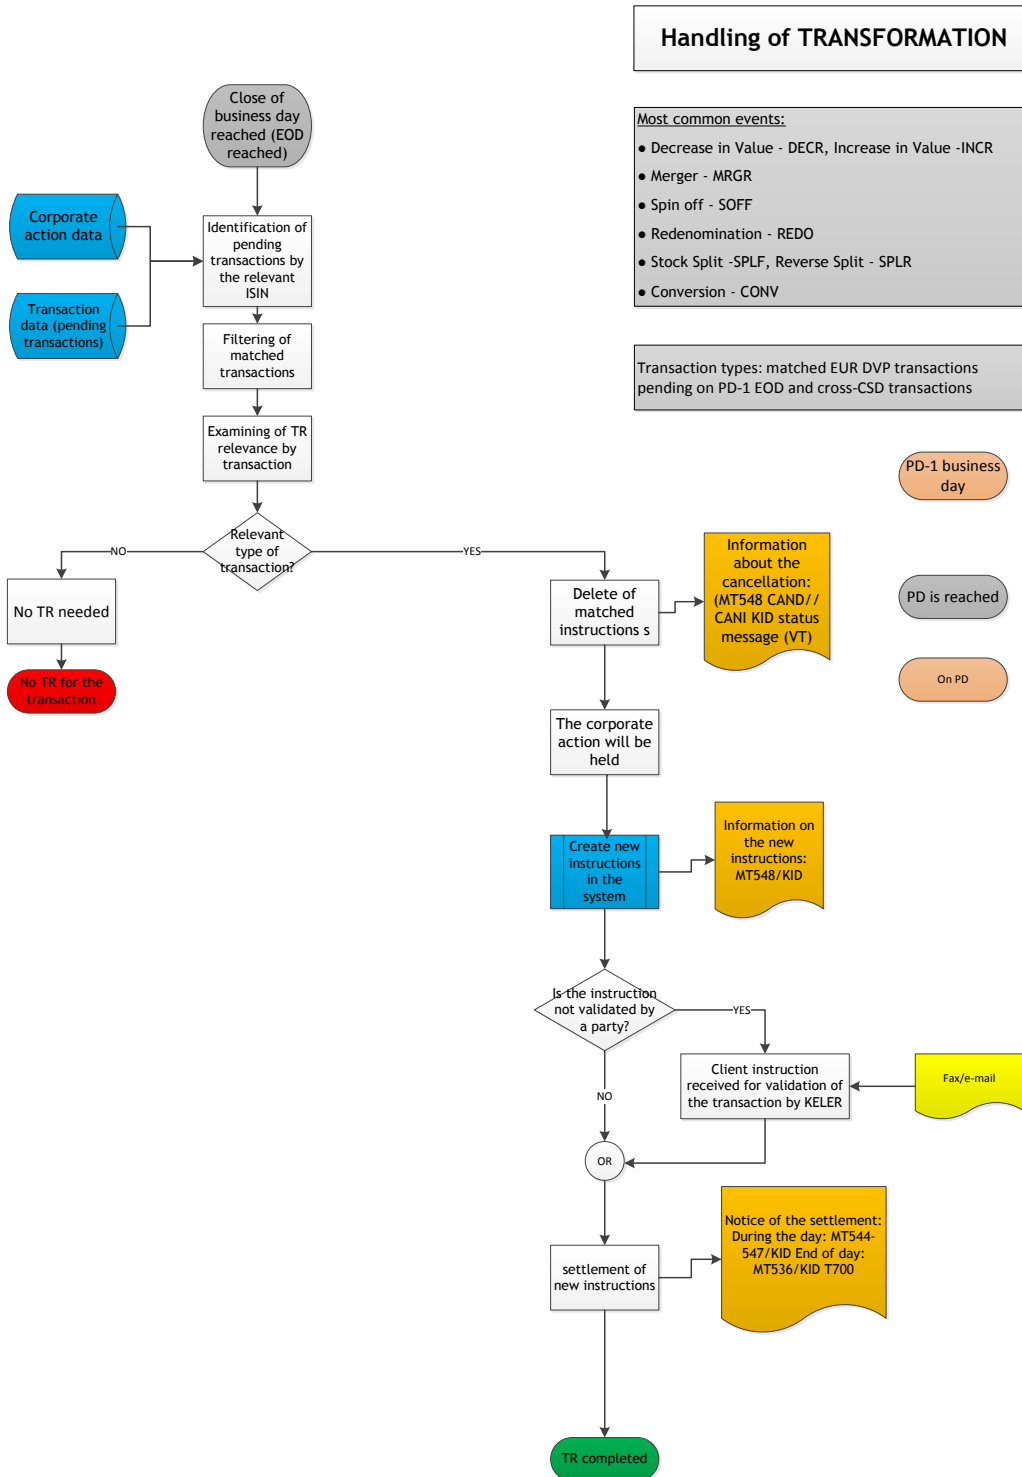 Handling of TRANSFORMATION
Close of
business day
reached (EOD
reached)
Most common events:
● Decrease in Value - DECR, Increase in Value -INCR
● Merger - MRGR
● Spin off - SOFF
● Redenomination - REDO
● Stock Split -SPLF, Reverse Split - SPLR
● Conversion - CONV
Corporate
action data
Identification of
pending
transactions by
the relevant
ISIN
Transaction
data (pending
transactions)
Filtering of
matched
transactions
Transaction types: matched EUR DVP transactions
pending on PD-1 EOD and cross-CSD transactions
Examining of TR
relevance by
transaction
PD-1 business
day
Relevant
type of
transaction?
NO
YES
Information
about the
cancellation:
(MT548 CAND//
CANI KID status
message (VT)
No TR needed
Delete of
matched
instructions s
PD is reached
No TR for the
transaction
On PD
The corporate
action will be
held
Create new
instructions
in the
system
Information on
the new
instructions:
MT548/KID
Is the instruction
not validated by
a party?
YES
NO
Client instruction
received for validation of
the transaction by KELER
Fax/e-mail
OR
settlement of
new instructions
Notice of the settlement:
During the day: MT544-
547/KID End of day:
MT536/KID T700
TR completed